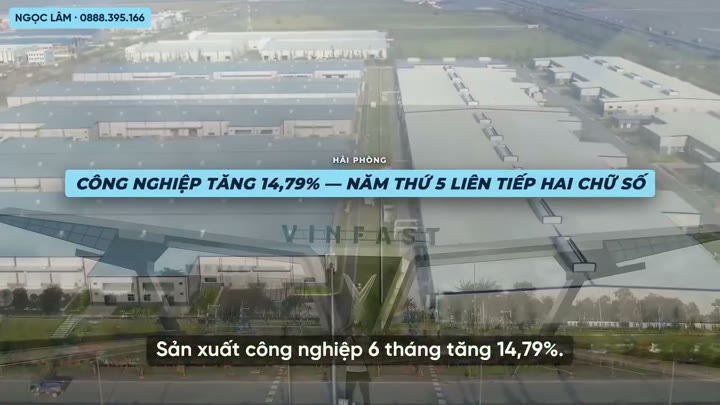 NGỌC LÂM · 0888.395.166
HẢI PHÒNG
CÔNG NGHIỆP TĂNG 14,79% — NĂM THỨ 5 LIÊN TIẾP HAI CHỮ SỐ
VINFAST
Sản xuất công nghiệp 6 tháng tăng 14,79%.